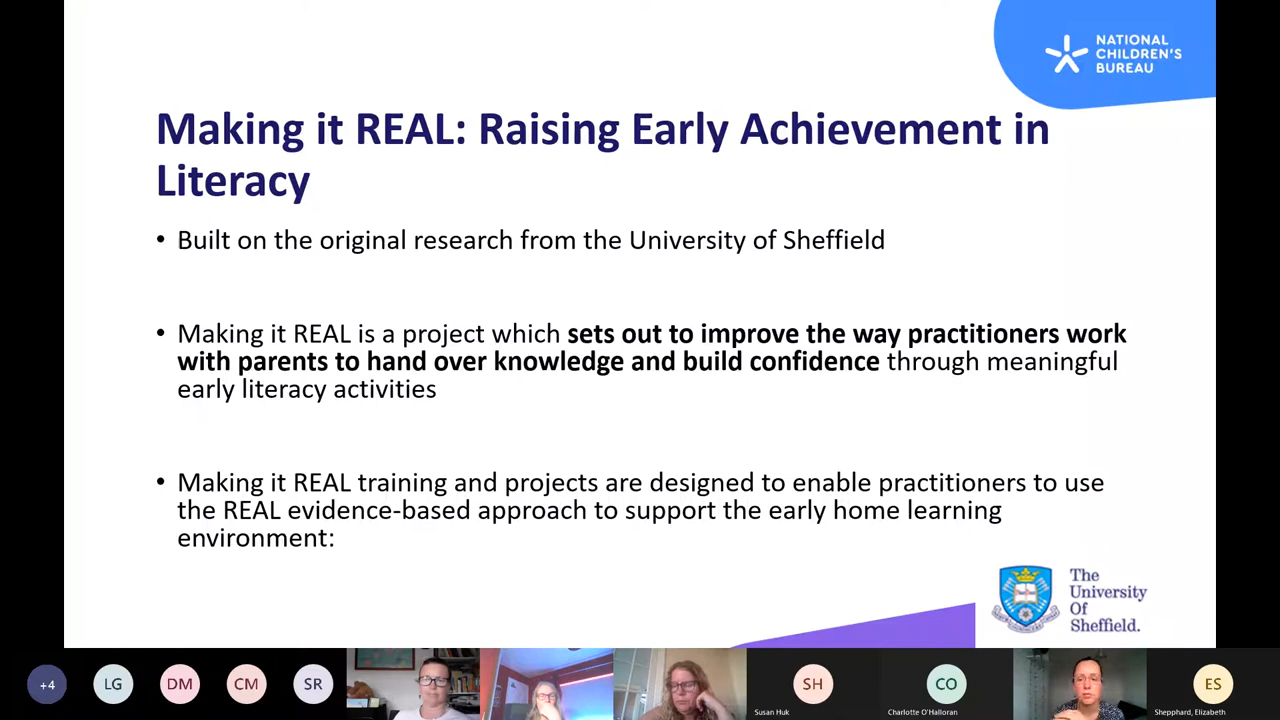 NATIONAL
CHILDREN'S
BUREAU
Making it REAL: Raising Early Achievement in
Literacy
• Built on the original research from the University of Sheffield
• Making it REAL is a project which sets out to improve the way practitioners work
with parents to hand over knowledge and build confidence through meaningful
early literacy activities
• Making it REAL training and projects are designed to enable practitioners to use
the REAL evidence-based approach to support the early home learning
environment:
The
University
Of
Sheffield.
+4
LG
DM
CM
SR
SH
Susan Huk
CO
Charlotte O'Halloran
ES
Shepphard, Elizabeth